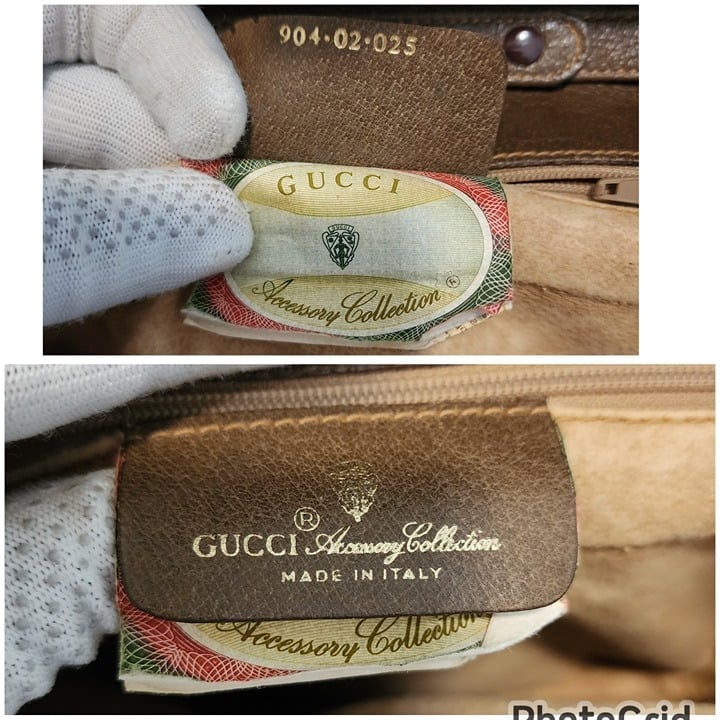 904·02·025
GUCCI
GUCCI
Accessory Collection ®
®
GUCCI Accessory Collection
MADE IN ITALY
Accessory Collection
PhotoGrid